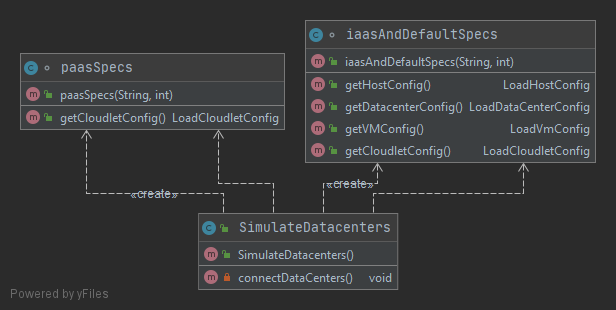 paasSpecs
paasSpecs(String, int)
getCloudletConfig() LoadCloudletConfig
iaasAndDefaultSpecs
iaasAndDefaultSpecs(String, int)
getHostConfig() LoadHostConfig
getDatacenterConfig() LoadDataCenterConfig
getVMConfig() LoadVmConfig
getCloudletConfig() LoadCloudletConfig
«create»
«create»
SimulateDatacenters
SimulateDatacenters()
connectDataCenters() void
Powered by yFiles